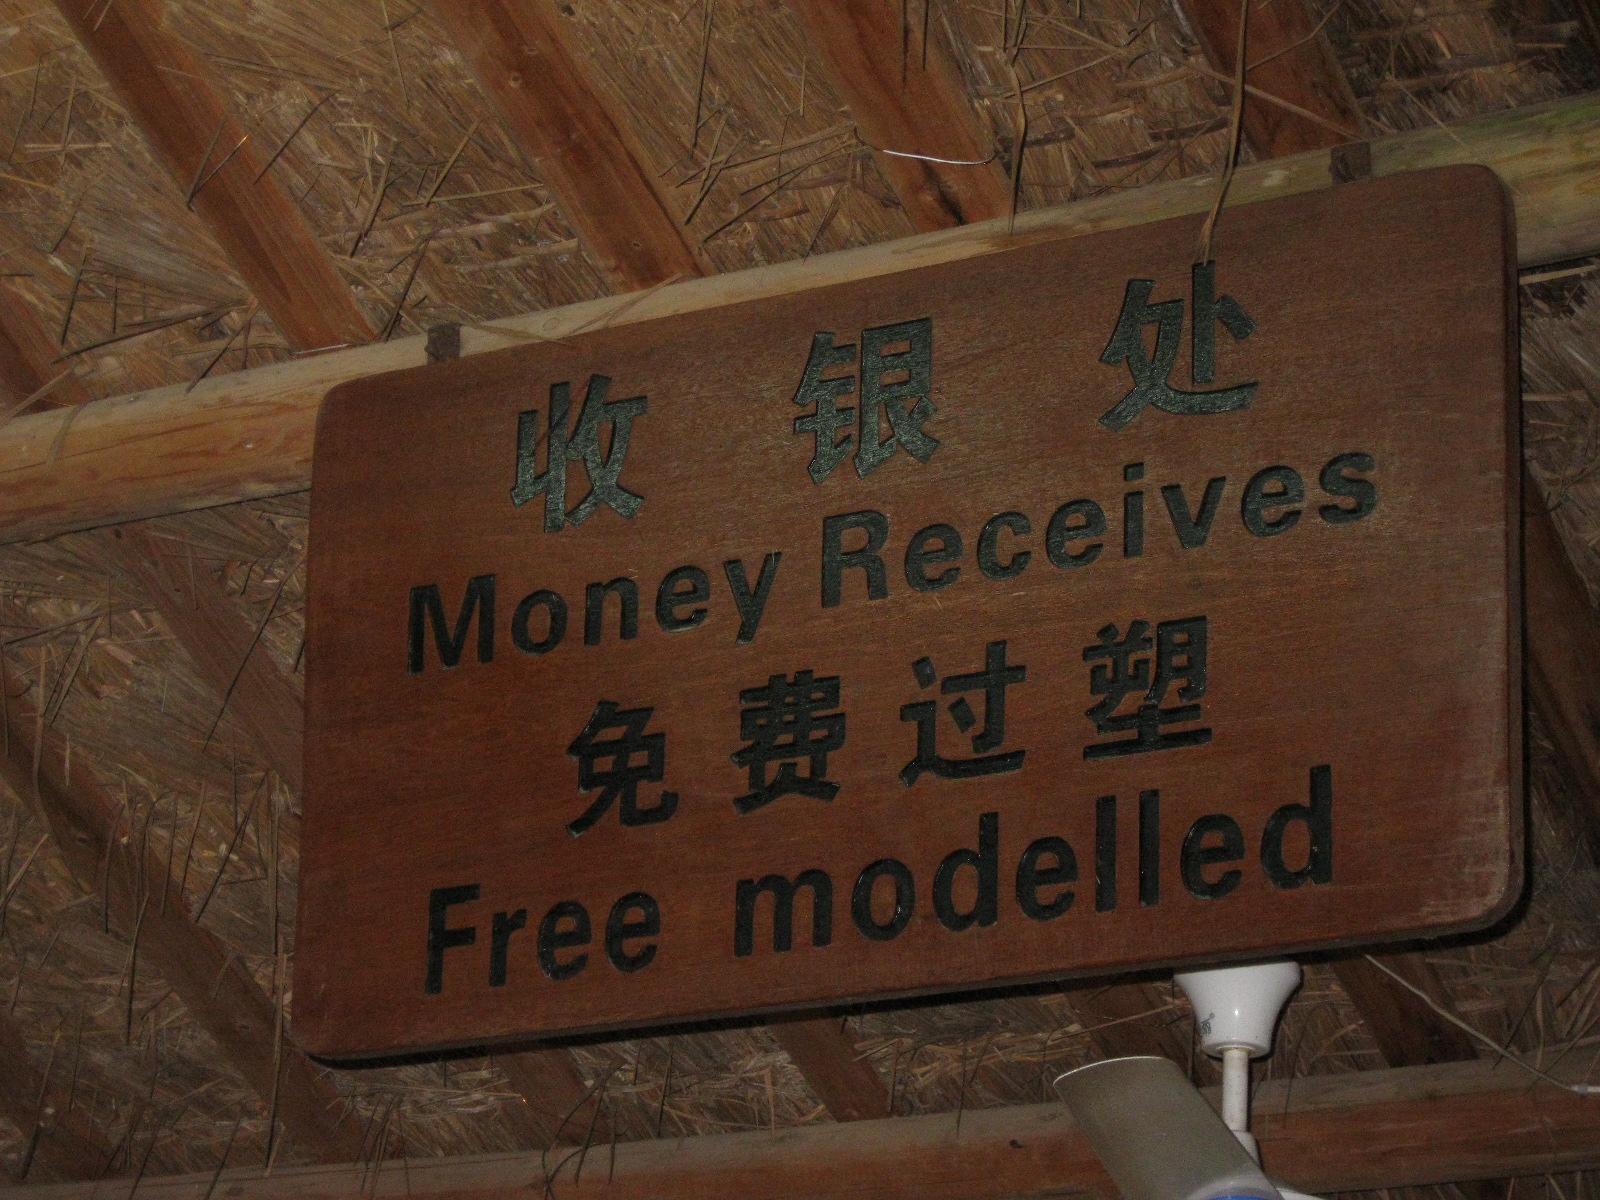 收银处
Money Receives
免费过塑
Free modelled